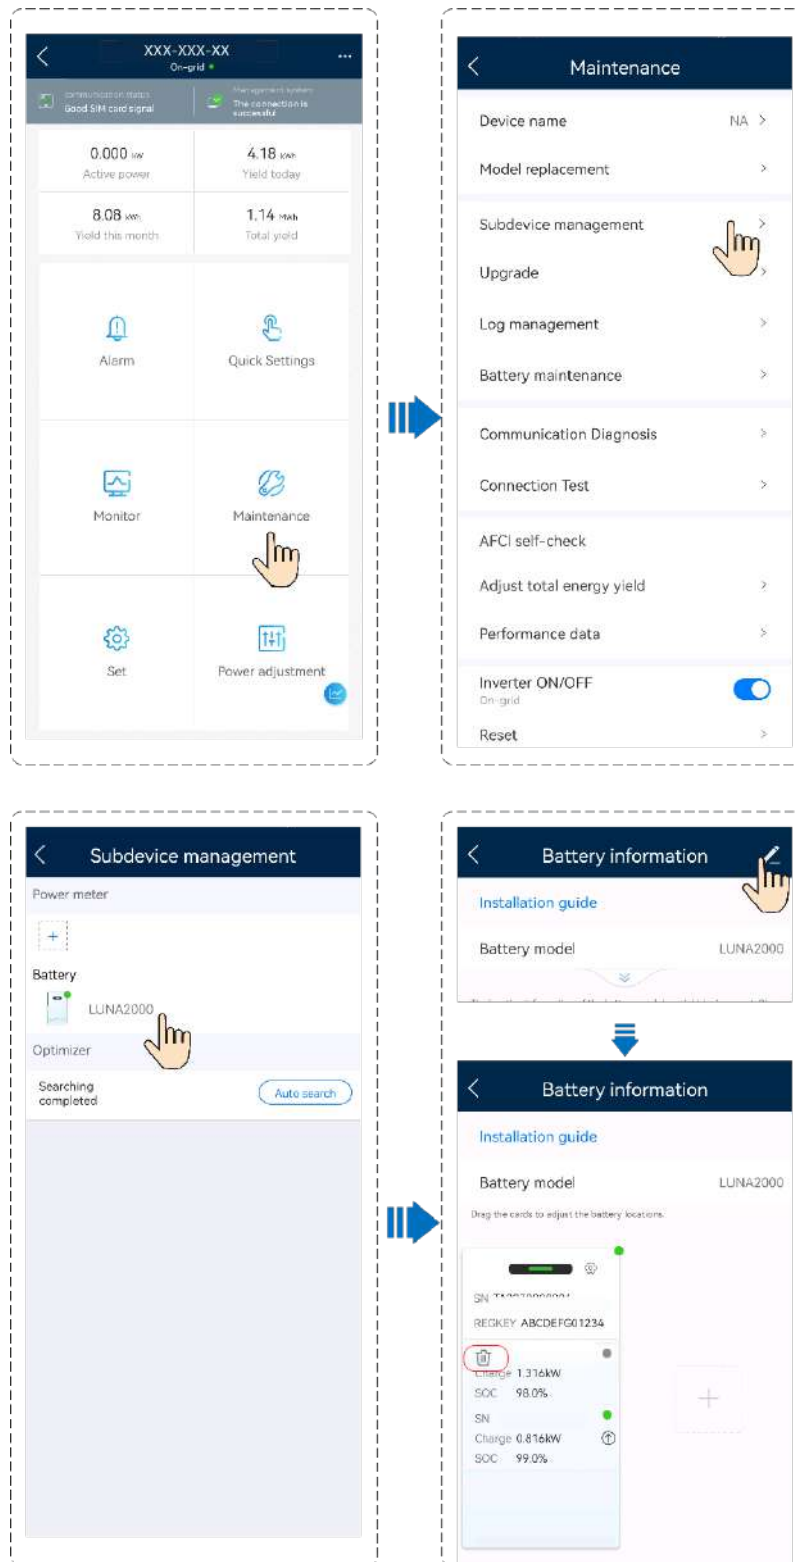 XXX-XXX-XX
On-grid
communication status
Good SIM card signal
Management system
The connection is
successful
0.000 kW
Active power
4.18 kWh
Yield today
8.08 kWh
Yield this month
1.14 MWh
Total yield
Alarm
Quick Settings
Monitor
Maintenance
Set
Power adjustment
Maintenance
Device name
NA
Model replacement
Subdevice management
Upgrade
Log management
Battery maintenance
Communication Diagnosis
Connection Test
AFCI self-check
Adjust total energy yield
Performance data
Inverter ON/OFF
On-grid
Reset
Subdevice management
Power meter
Battery
LUNA2000
Optimizer
Searching
completed
Auto search
Battery information
Installation guide
Battery model
LUNA2000
Battery information
Installation guide
Battery model
LUNA2000
Drag the cards to adjust the battery locations.
SN
REGKEY ABCDEFG01234
Charge 1.316kW
SOC 98.0%
SN
Charge 0.816kW
SOC 99.0%